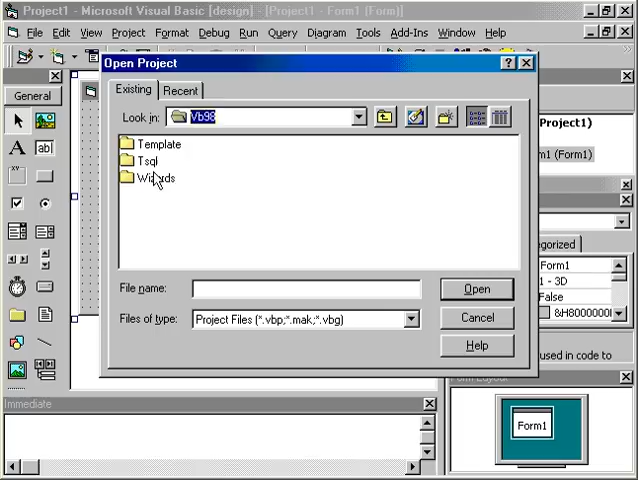 Project1 - Microsoft Visual Basic [design] - [Project1 - Form1 (Form)]
File Edit View Project Format Debug Run Query Diagram Tools Add-Ins Window Help
Open Project
Existing Recent
General
Look in: Vb98
Template
Tsql
Wizards
File name:
Open
Files of type: Project Files (*.vbp;*.mak;*.vbg)
Cancel
Help
Project1)
m1 (Form1)
egorized
Form1
1 - 3D
False
&H8000000
used in code to
Form Layout
Form1
Immediate
A
ab|
xy